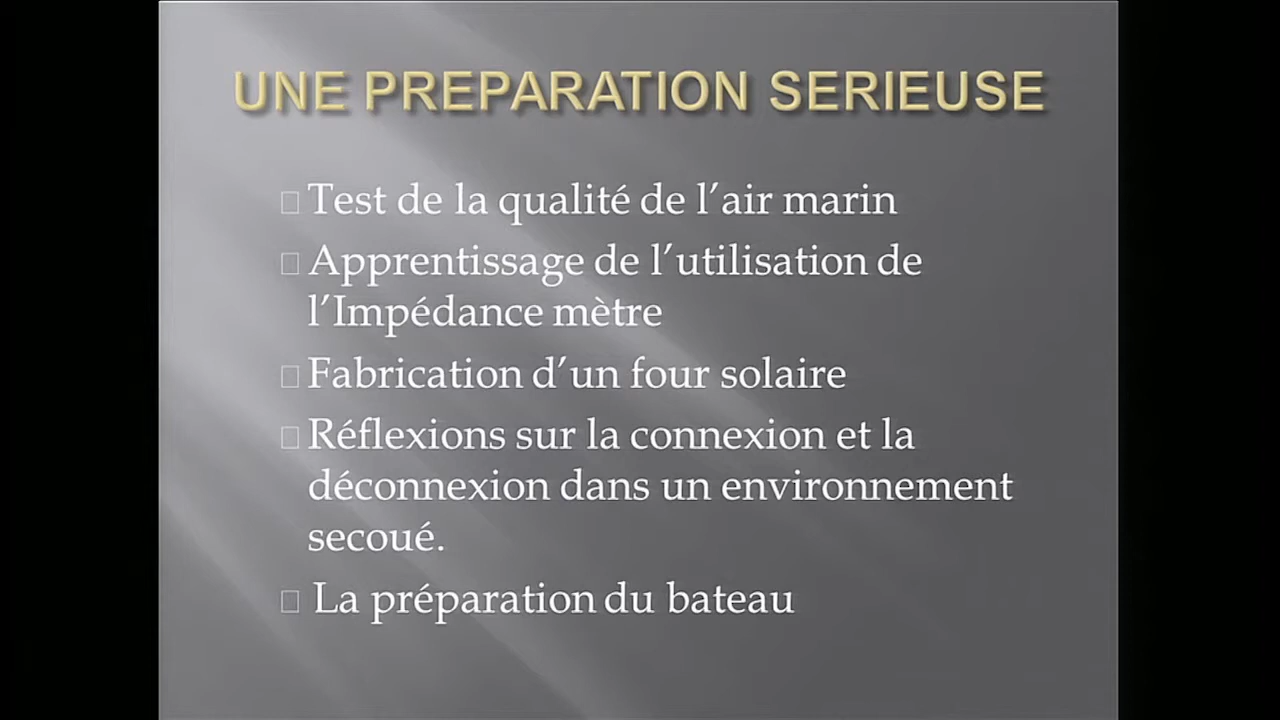 UNE PREPARATION SERIEUSE
Test de la qualité de l’air marin
Apprentissage de l’utilisation de
l’Impédance mètre
Fabrication d’un four solaire
Réflexions sur la connexion et la
déconnexion dans un environnement
secoué.
La préparation du bateau